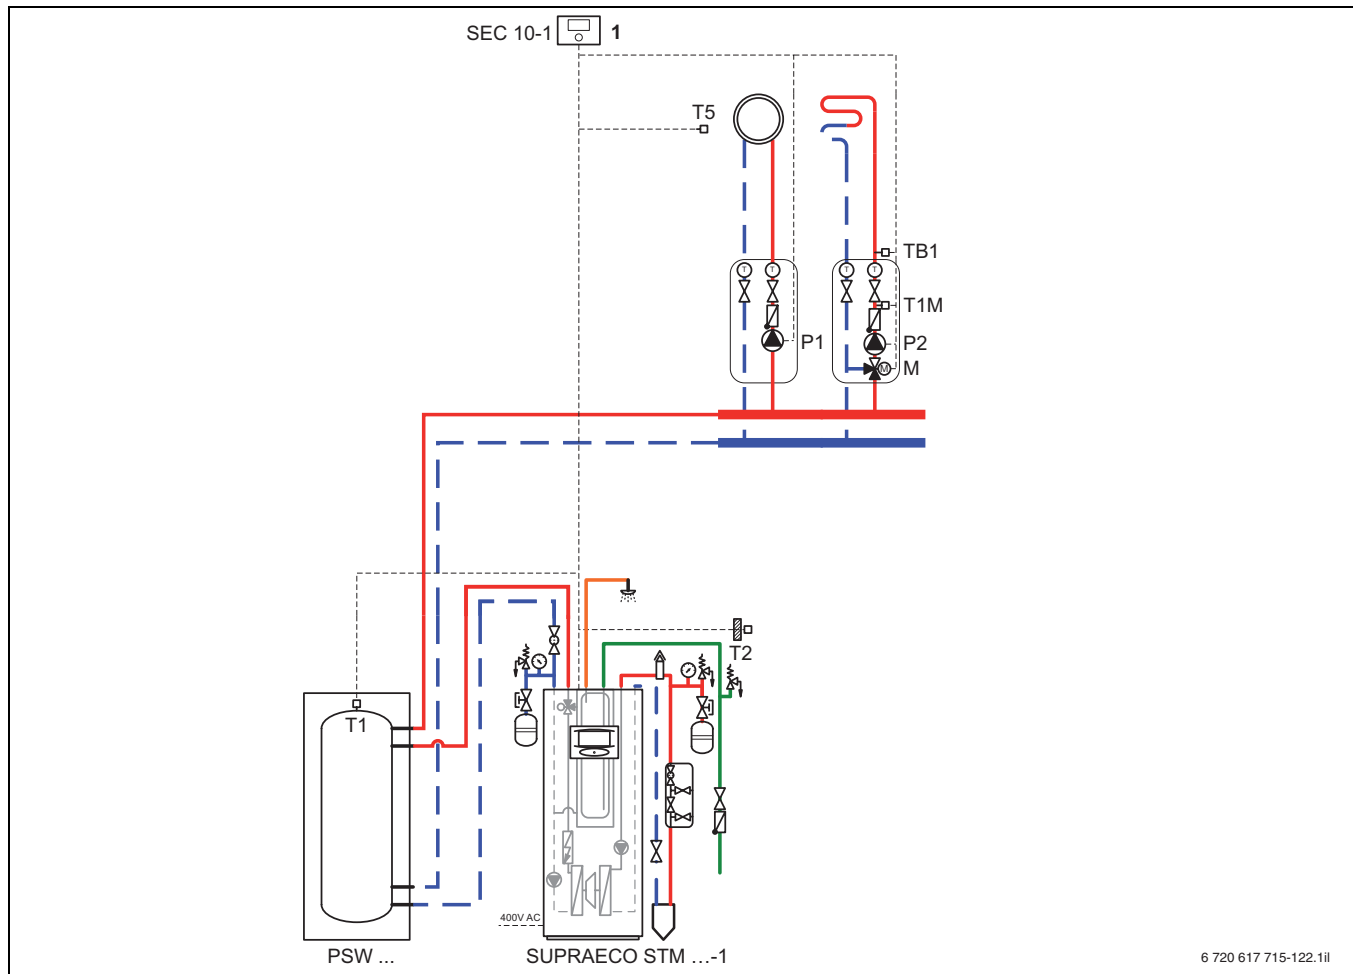 SEC 10-1 1
T5
TB1
T1M
P1
P2
M
M
T
T
T
T
T2
T1
400V AC
PSW ...
SUPRAECO STM ...-1
6 720 617 715-122.1il